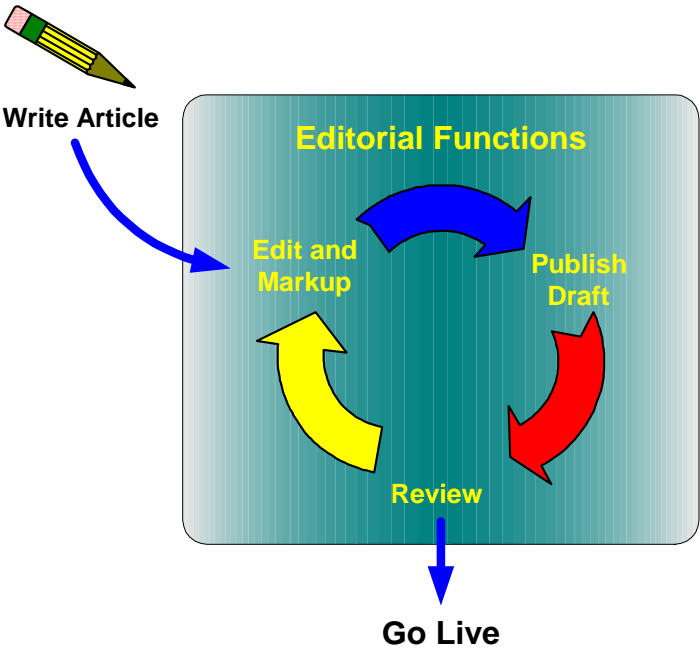 Write Article
Editorial Functions
Edit and
Markup
Publish
Draft
Review
Go Live